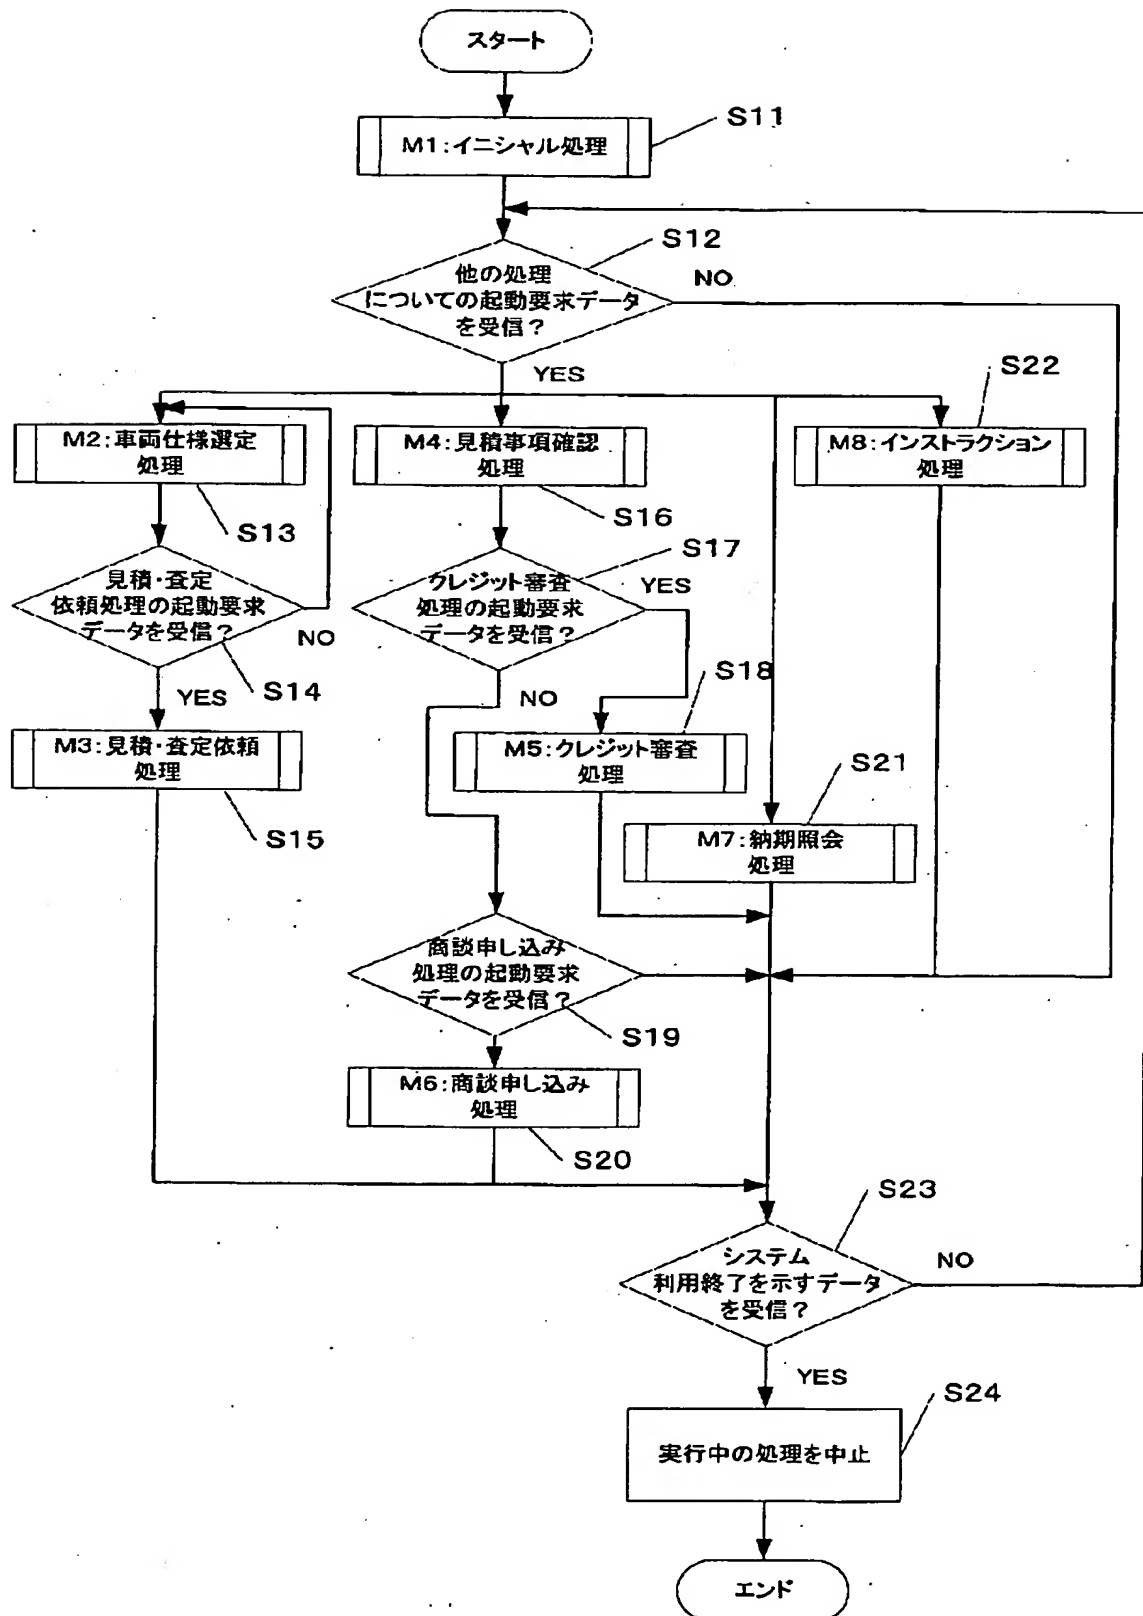 スタート
M1:イニシャル処理
S11
S12
他の処理
についての起動要求データ
を受信?
NO
YES
S22
M2:車両仕様選定
処理
M4:見積事項確認
処理
M8:インストラクション
処理
S13
S16
S17
見積・査定
依頼処理の起動要求
データを受信?
NO
クレジット審査
処理の起動要求
データを受信?
YES
S14
YES
NO
S18
M3:見積・査定依頼
処理
M5:クレジット審査
処理
S21
S15
M7:納期照会
処理
商談申し込み
処理の起動要求
データを受信?
S19
M6:商談申し込み
処理
S20
S23
システム
利用終了を示すデータ
を受信?
NO
YES
S24
実行中の処理を中止
エンド